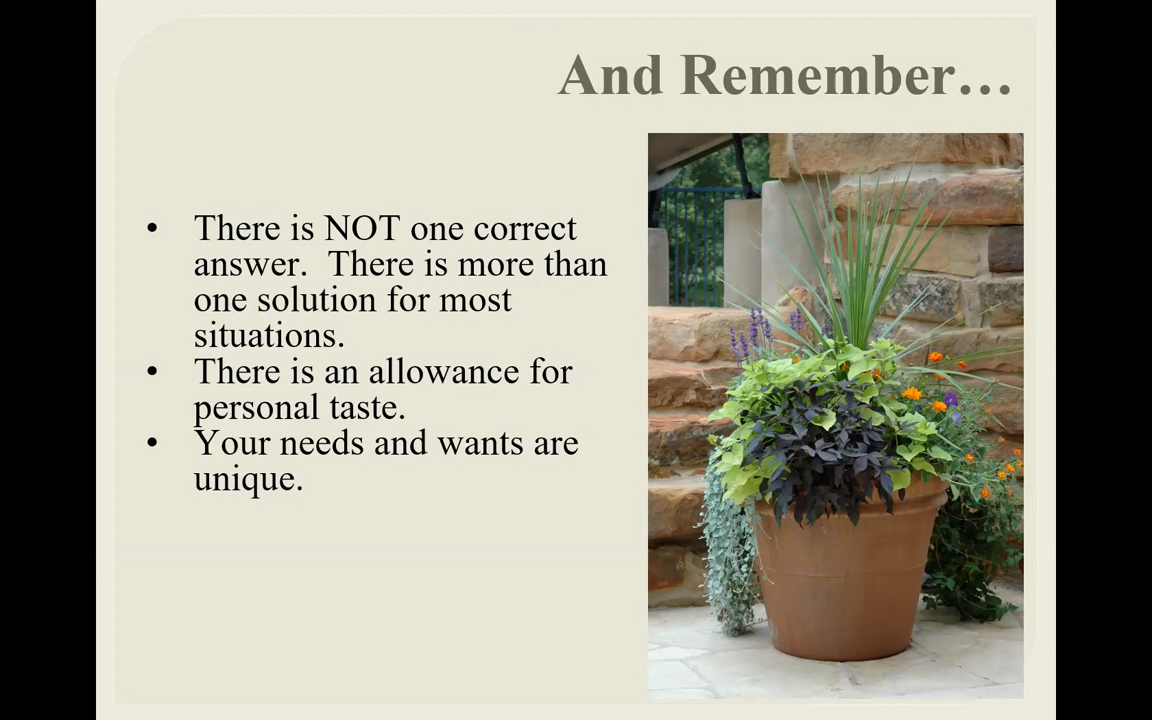 And Remember…
• There is NOT one correct
answer.  There is more than
one solution for most
situations.
• There is an allowance for
personal taste.
• Your needs and wants are
unique.